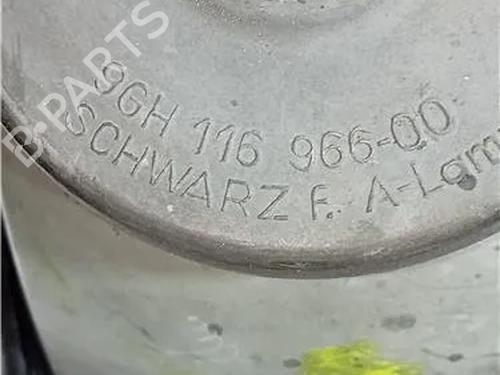 B-PARTS
9GH 116 966-00
SCHWARZ F. A-Lam